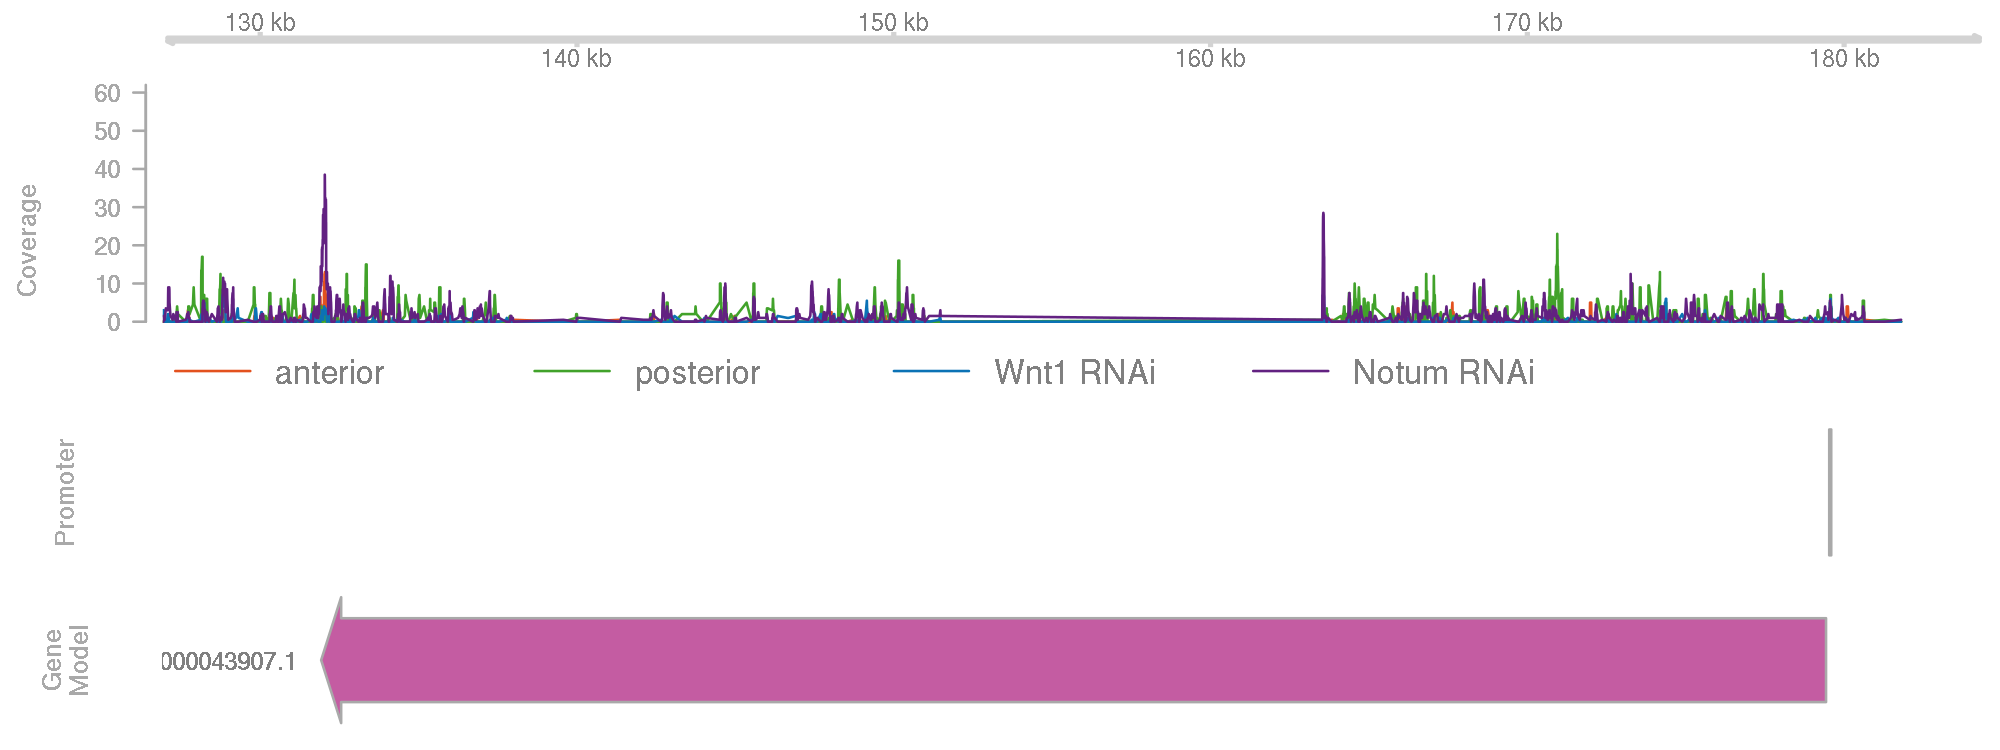 130 kb 150 kb 170 kb
140 kb 160 kb 180 kb
Coverage
60
50
40
30
20
10
0
anterior posterior Wnt1 RNAi Notum RNAi
Promoter
Gene
Model
000043907.1